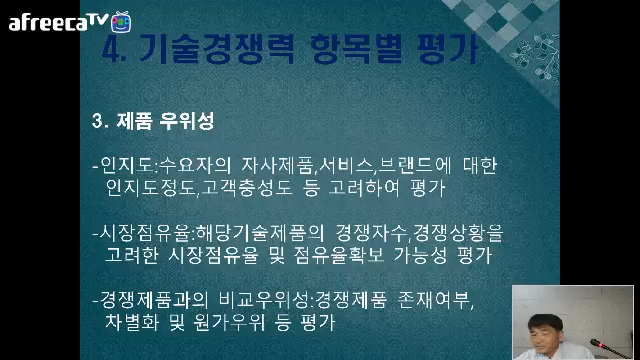 afreecaTV
4. 기술경쟁력 항목별 평가
3. 제품 우위성
-인지도:수요자의 자사제품,서비스,브랜드에 대한
인지도정도,고객충성도 등 고려하여 평가
-시장점유율:해당기술제품의 경쟁자수,경쟁상황을
고려한 시장점유율 및 점유율확보 가능성 평가
-경쟁제품과의 비교우위성:경쟁제품 존재여부,
차별화 및 원가우위 등 평가